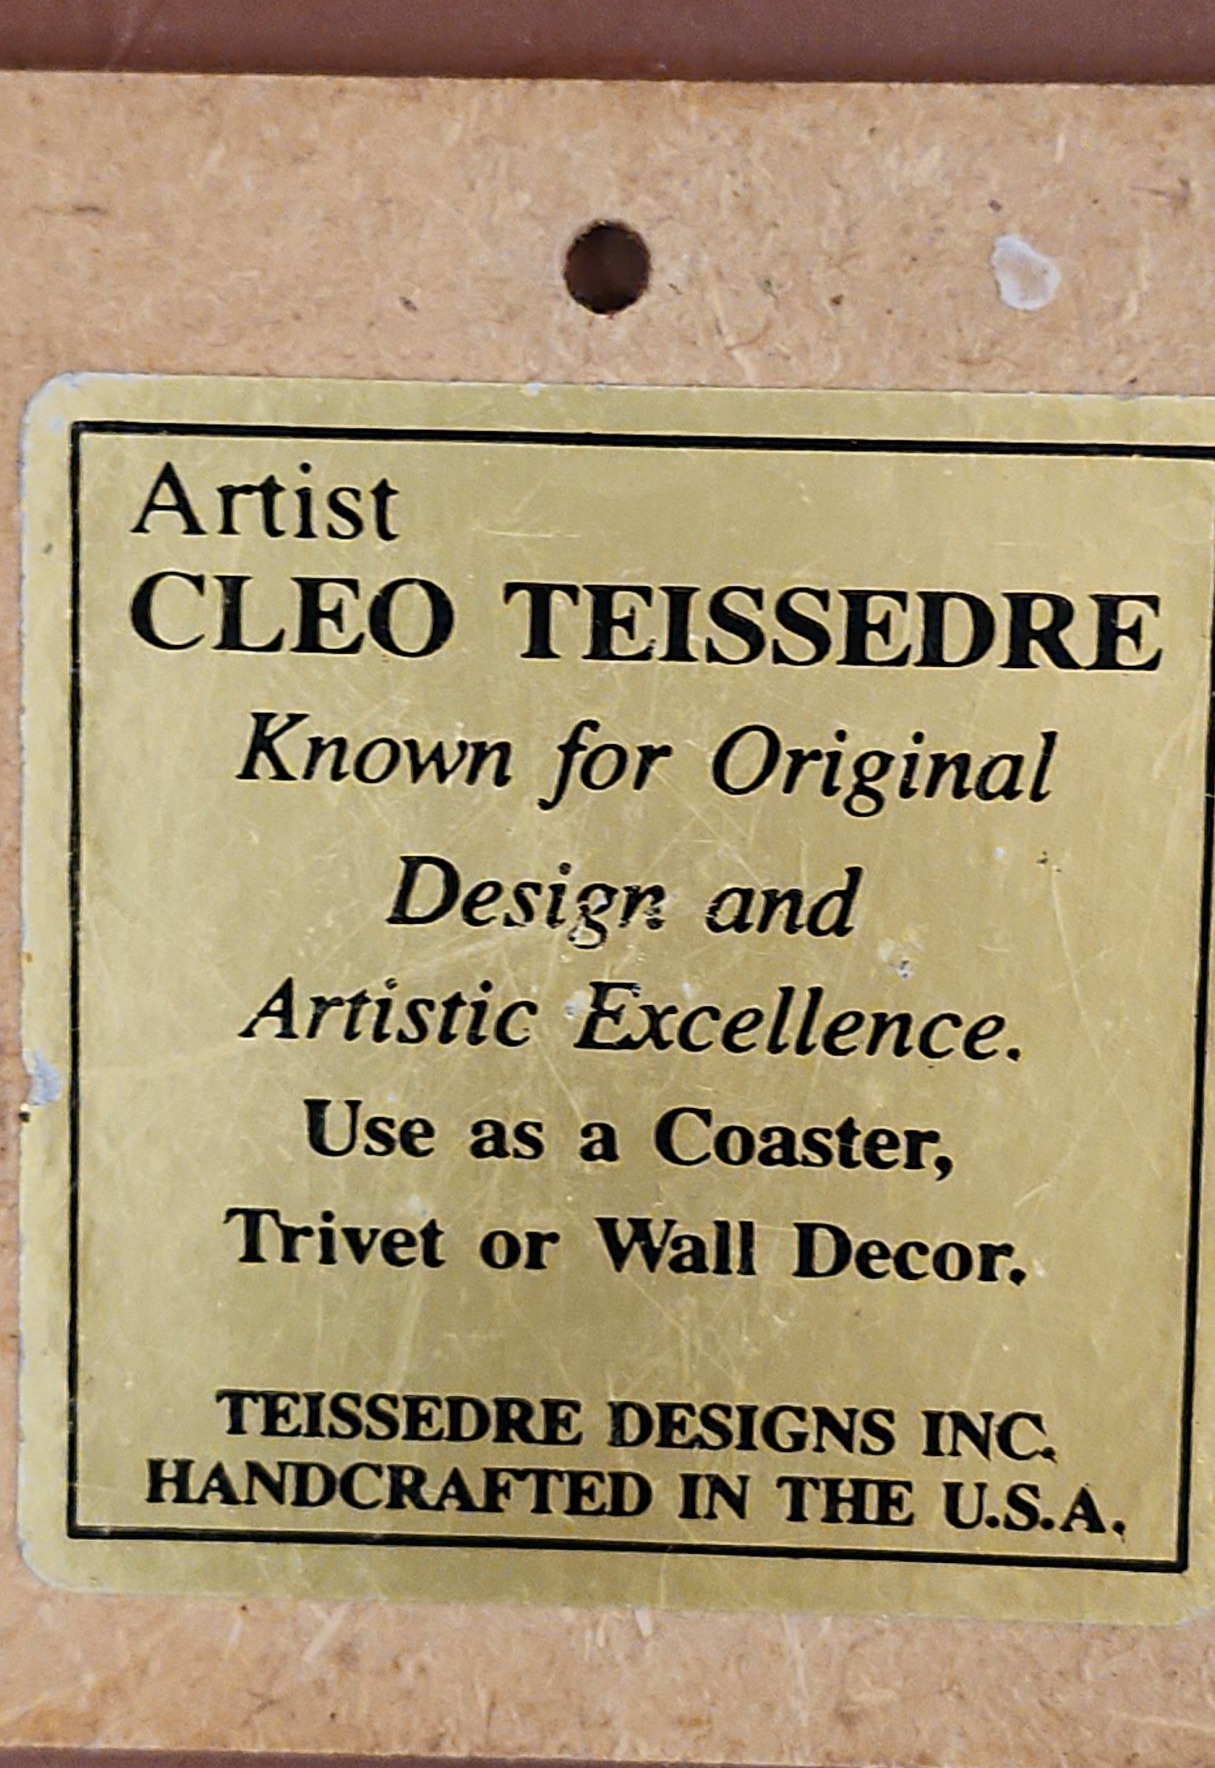 Artist
CLEO TEISSEDRE
Known for Original
Design and
Artistic Excellence.
Use as a Coaster,
Trivet or Wall Decor.
TEISSEDRE DESIGNS INC.
HANDCRAFTED IN THE U.S.A.